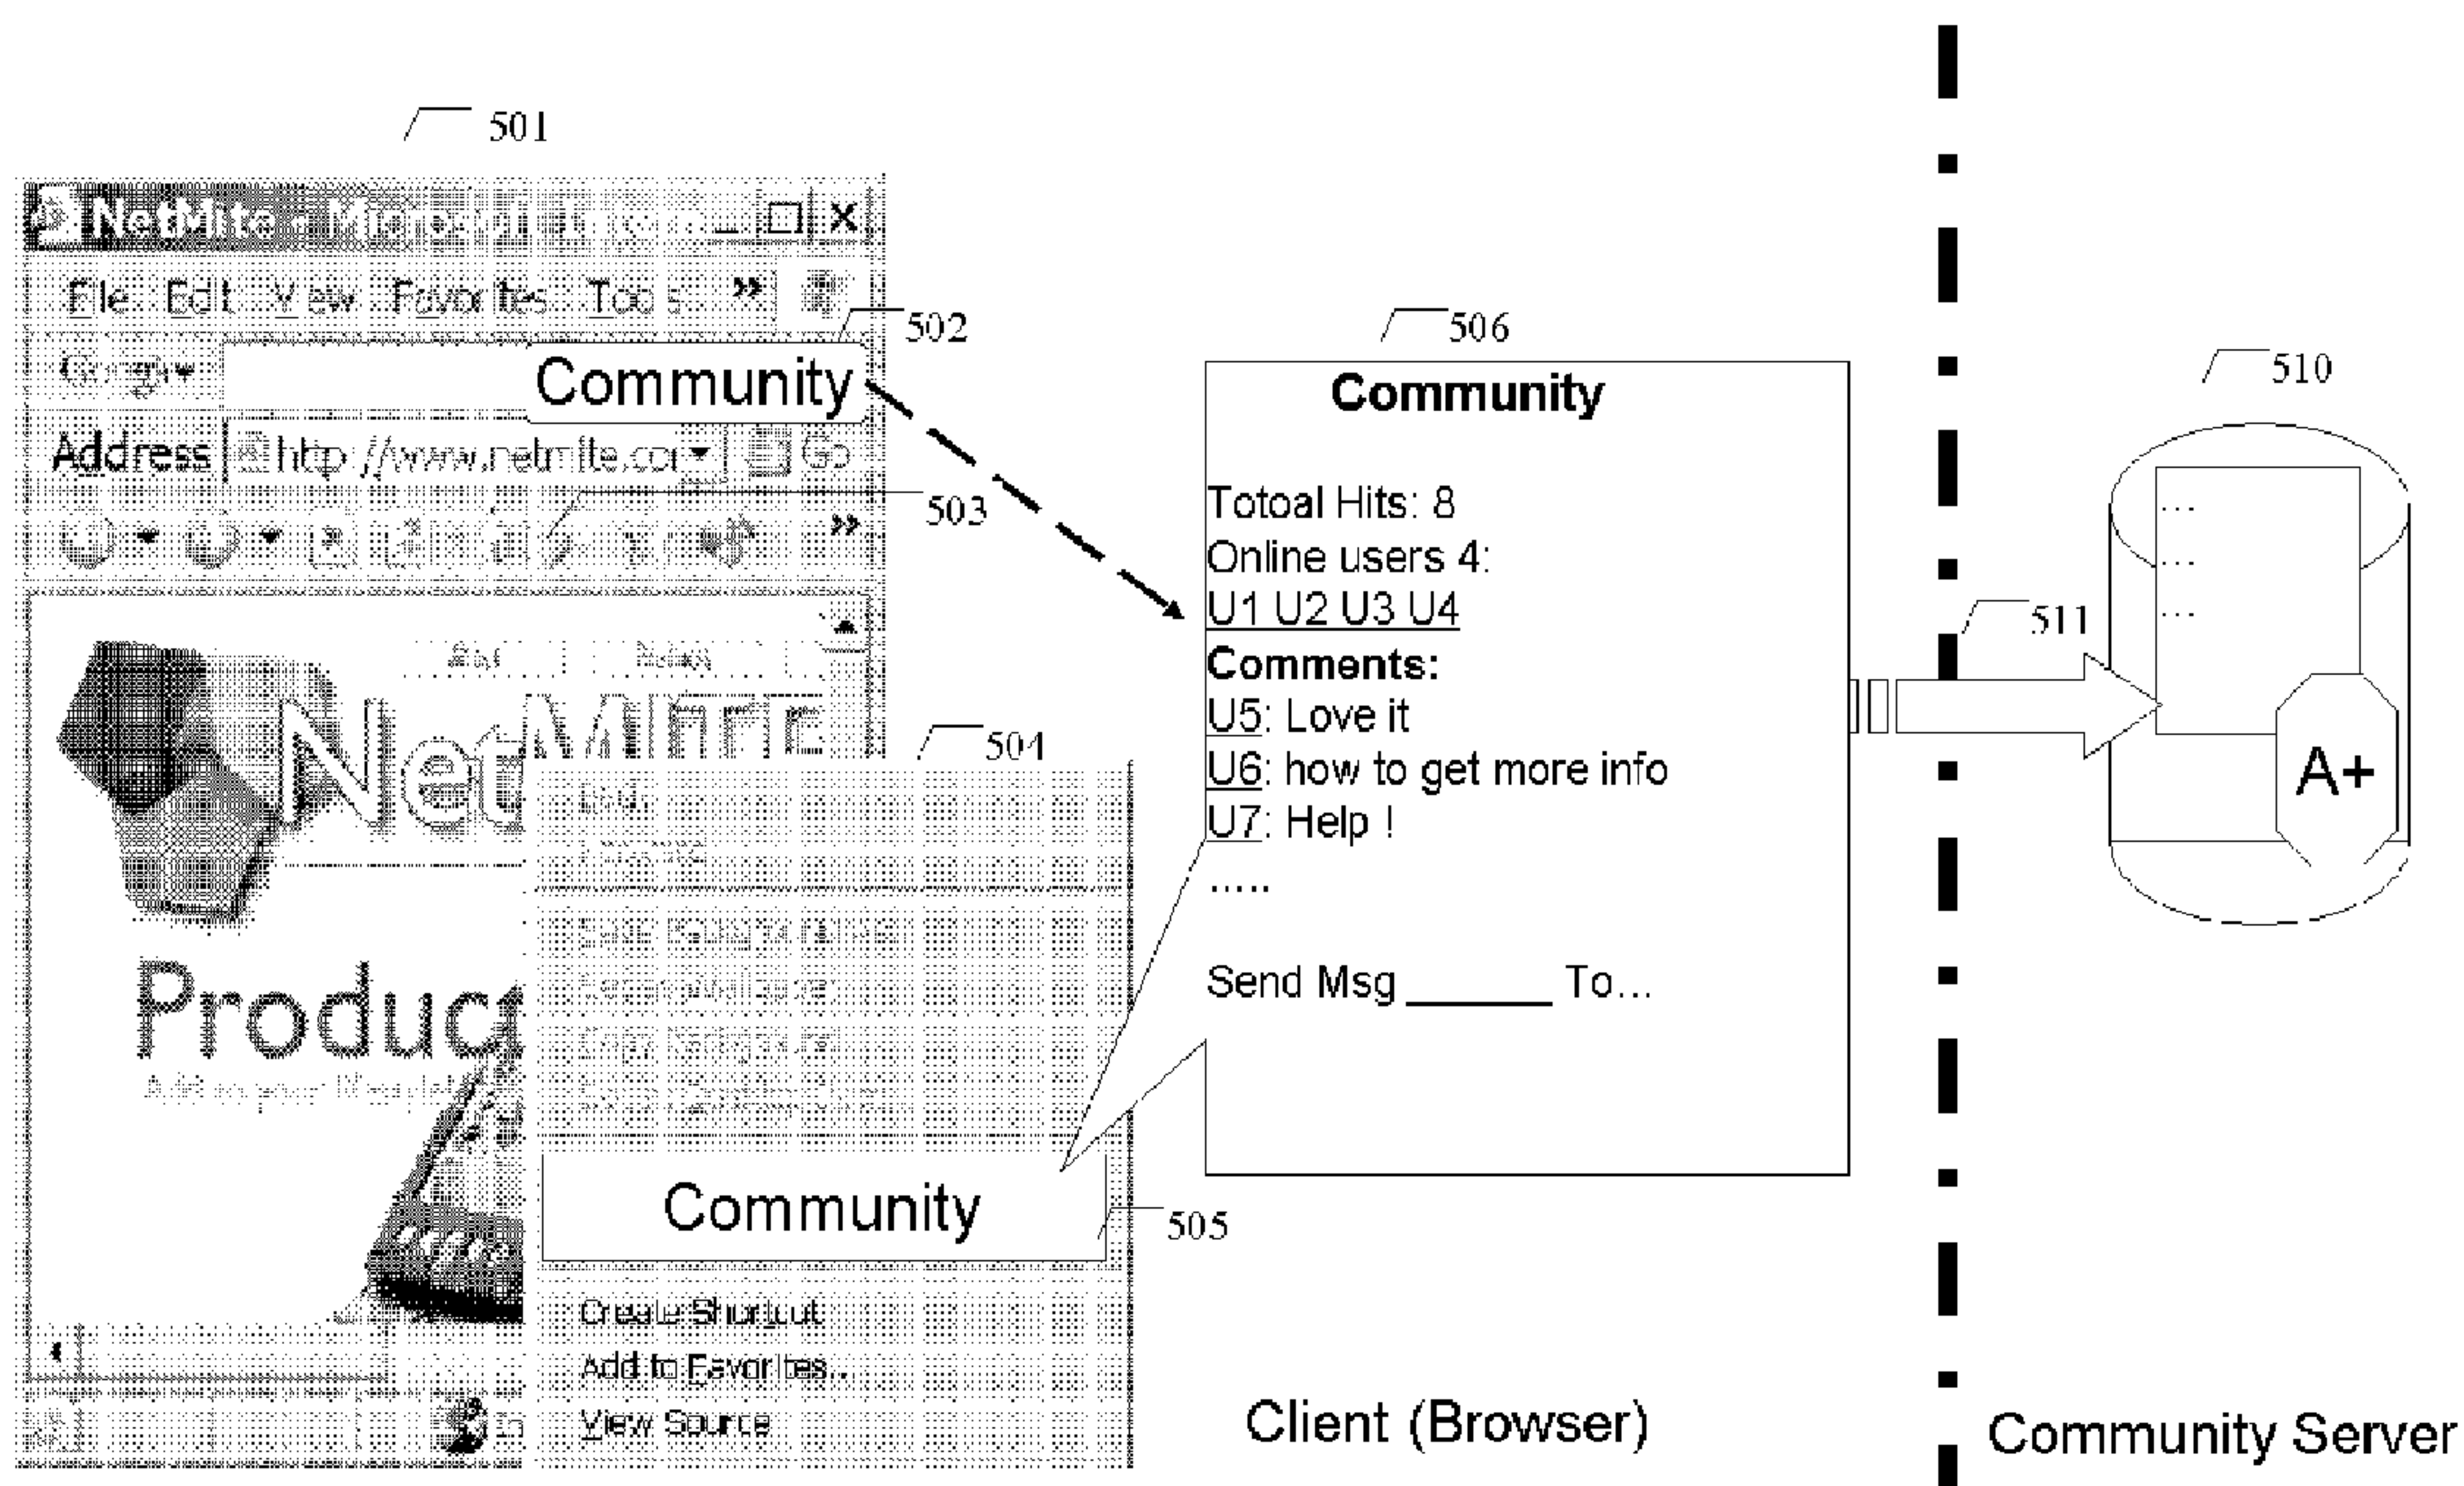 501
NetMite - Microsoft
File Edit View Favorites Tools »
502
Community
Address http://www.netmite.co
Go
503
»
NetMite
504
Product
Community
505
Create Shortcut
Add to Favorites...
View Source
506
Community
Totoal Hits: 8
Online users 4:
U1 U2 U3 U4
Comments:
U5: Love it
U6: how to get more info
U7: Help !
.....
Send Msg ______ To...
Client (Browser)
510
511
...
...
...
A+
Community Server